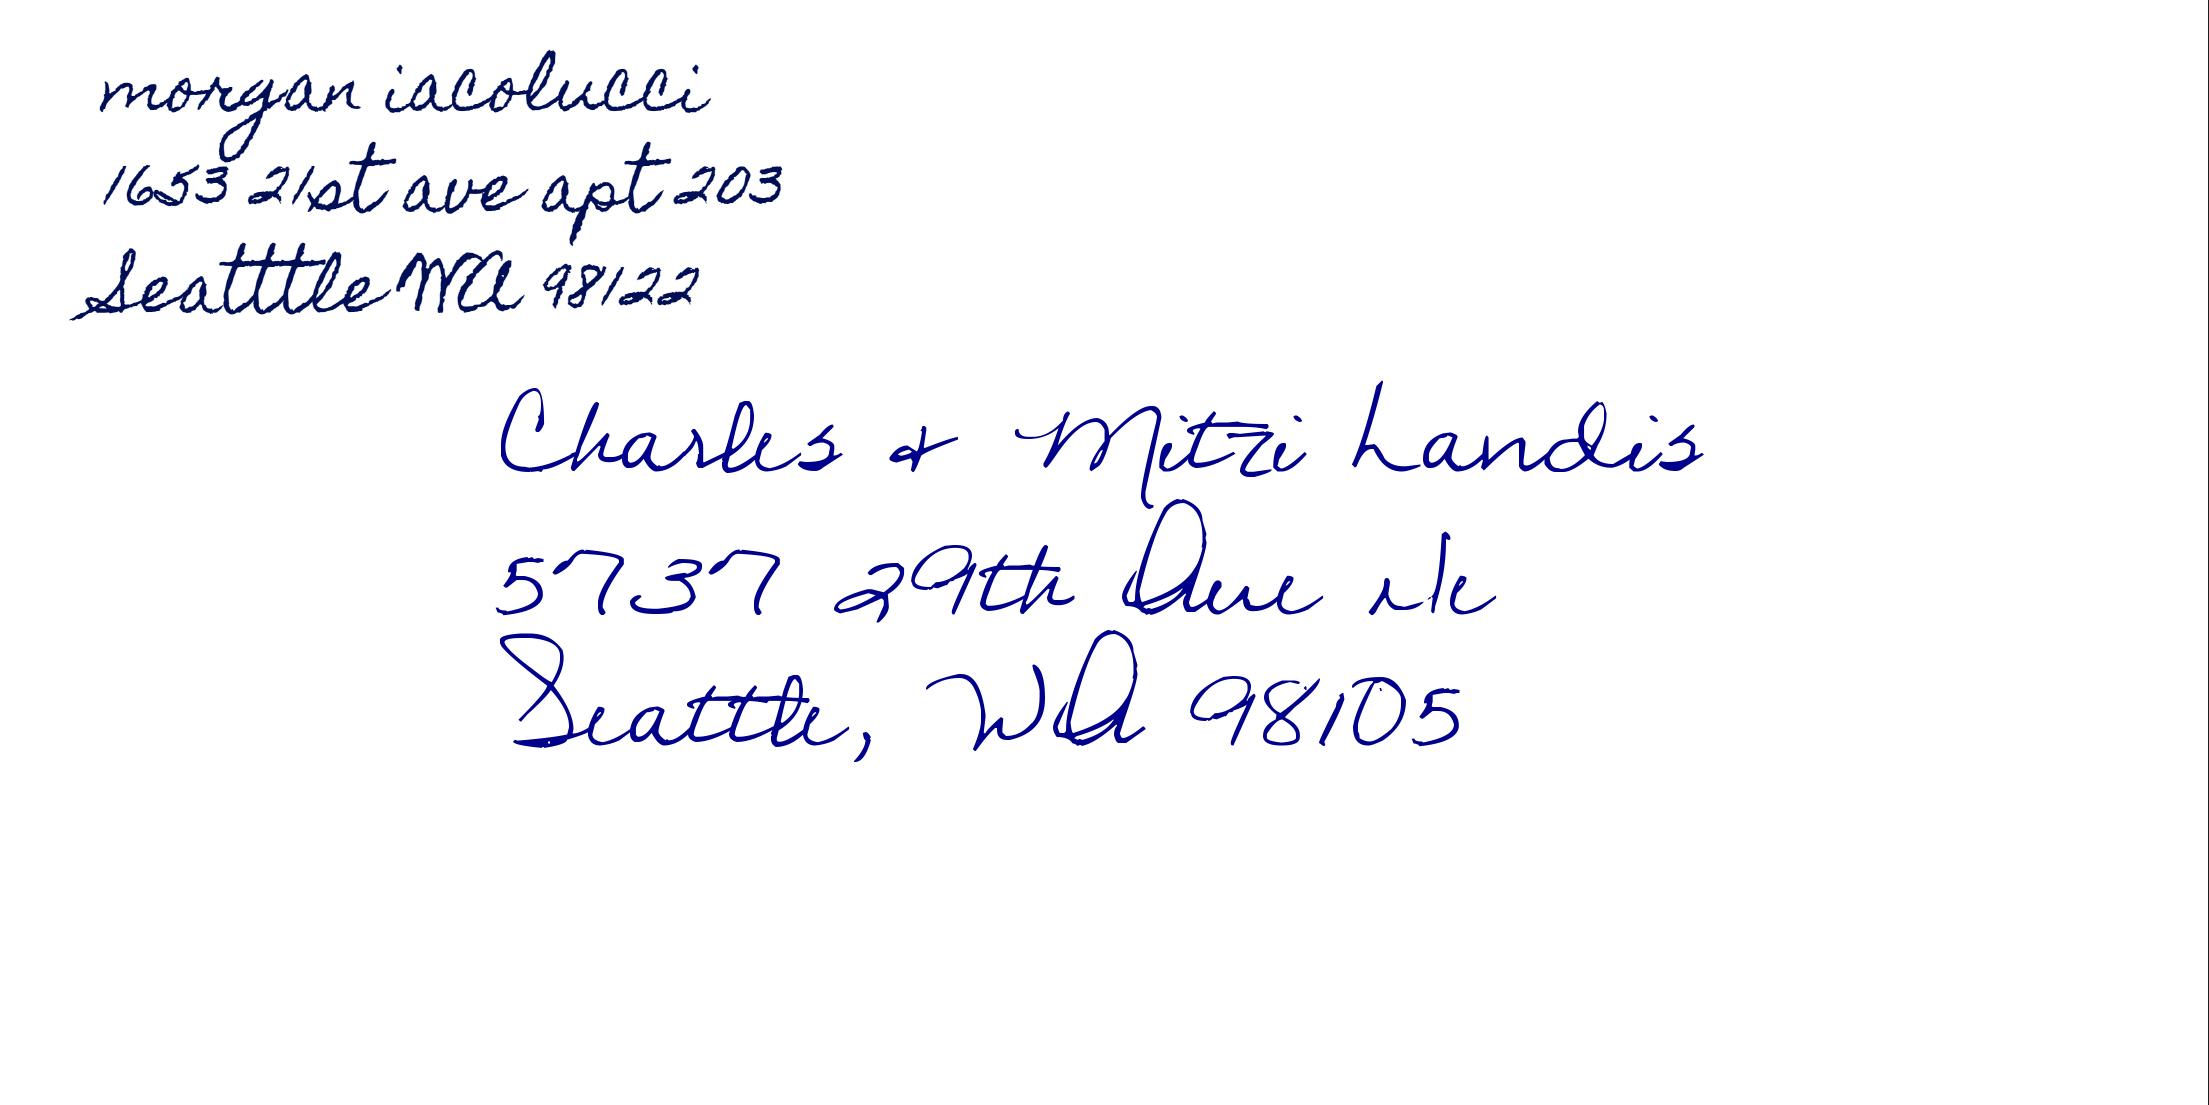 morgan iacolucci
1653 21st ave apt 203
Seatttle WA 98122
Charles & Mitzi Landis
5737 29th Ave Ne
Seattle, WA 98105